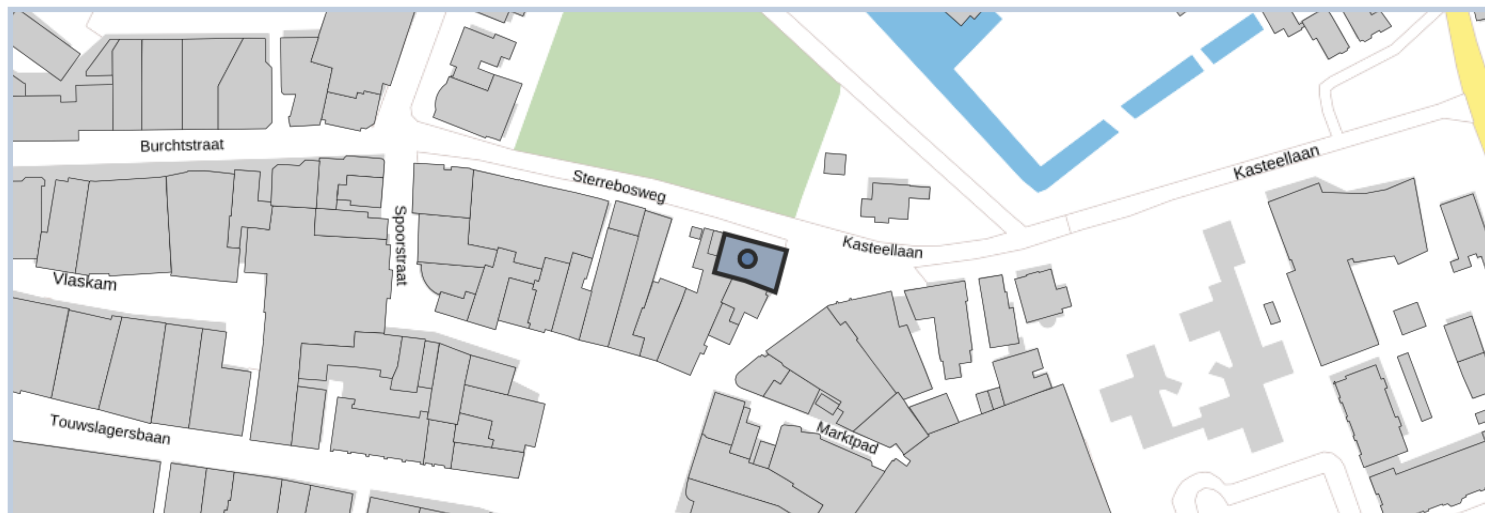 Burchtstraat
Sterrebosweg
Kasteellaan
Kasteellaan
Spoorstraat
Vlaskam
Touwslagersbaan
Marktpad